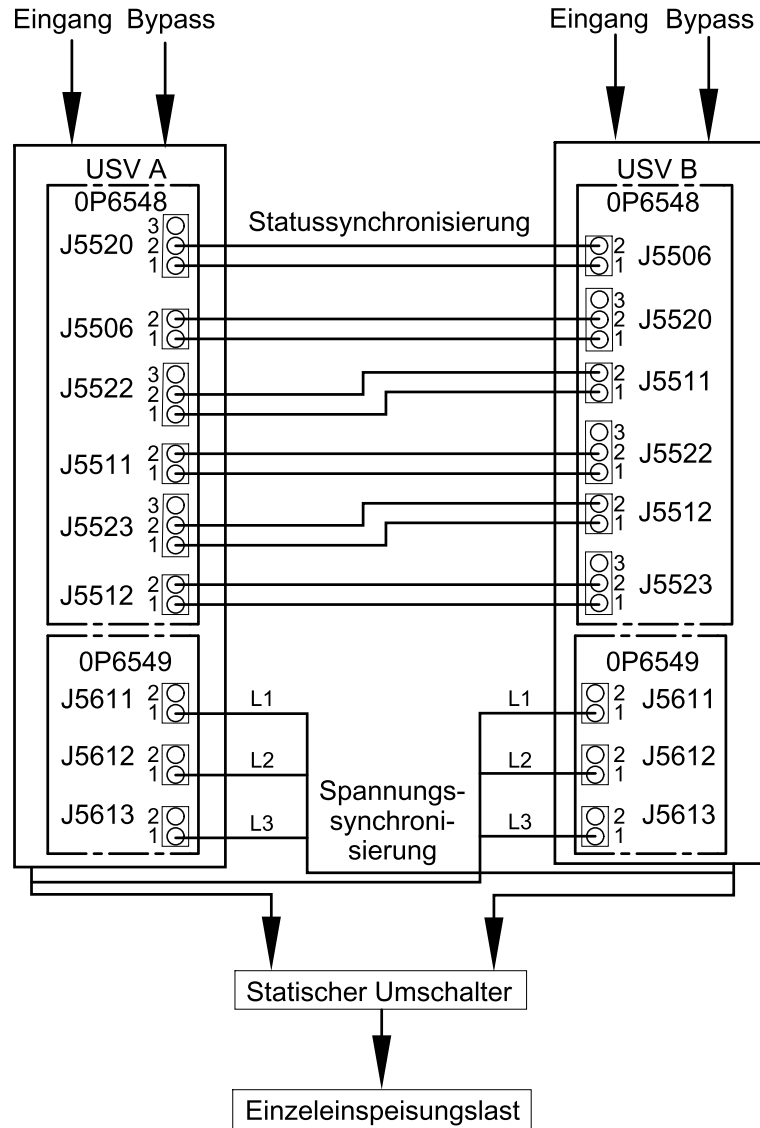 Eingang Bypass
Eingang Bypass
USV A
0P6548
J5520
3
2
1
J5506
2
1
J5522
3
2
1
J5511
2
1
J5523
3
2
1
J5512
2
1
0P6549
J5611
2
1
J5612
2
1
J5613
2
1
Statussynchronisierung
L1
L2
L3
Spannungs-
synchroni-
sierung
L1
L2
L3
USV B
0P6548
2
1
J5506
3
2
1
J5520
2
1
J5511
3
2
1
J5522
2
1
J5512
3
2
1
J5523
0P6549
2
1
J5611
2
1
J5612
2
1
J5613
Statischer Umschalter
Einzeleinspeisungslast